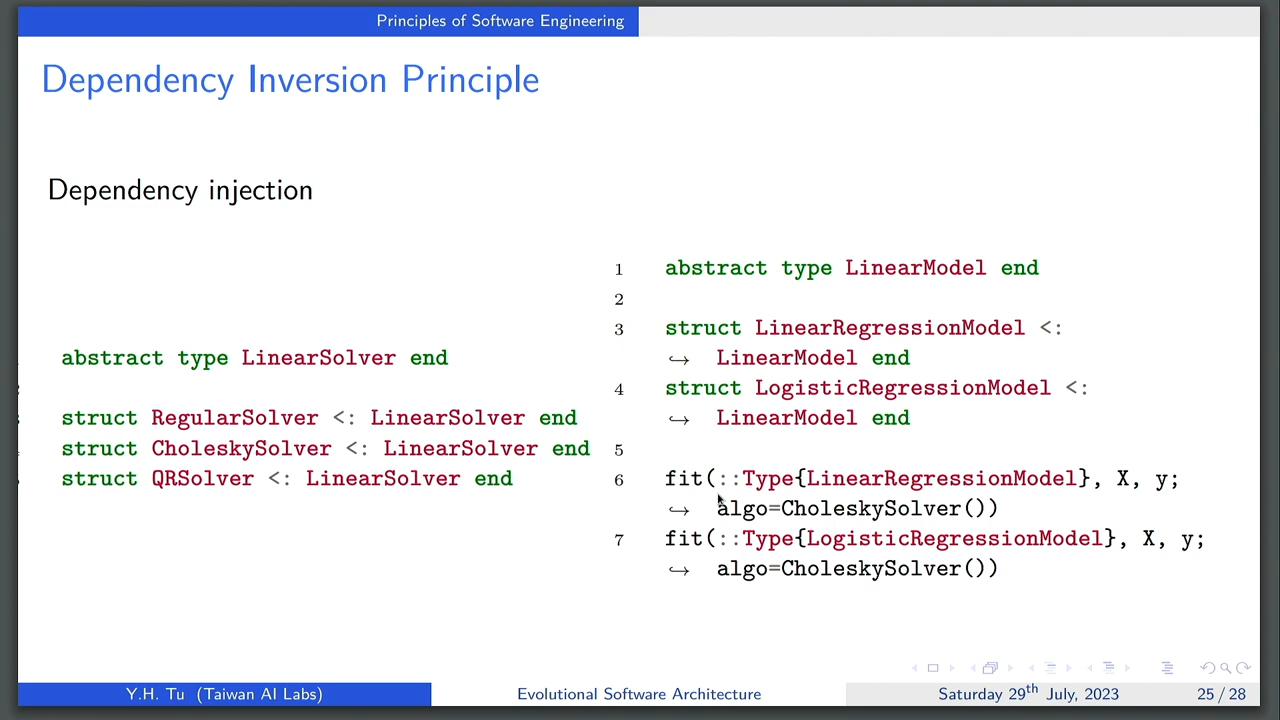 Principles of Software Engineering
Dependency Inversion Principle
Dependency injection
abstract type LinearSolver end
struct RegularSolver <: LinearSolver end
struct CholeskySolver <: LinearSolver end
struct QRSolver <: LinearSolver end
1 abstract type LinearModel end
2
3 struct LinearRegressionModel <:
↪ LinearModel end
4 struct LogisticRegressionModel <:
↪ LinearModel end
5
6 fit(::Type{LinearRegressionModel}, X, y;
↪ algo=CholeskySolver())
7 fit(::Type{LogisticRegressionModel}, X, y;
↪ algo=CholeskySolver())
Y.H. Tu (Taiwan AI Labs)
Evolutional Software Architecture
Saturday 29th July, 2023
25 / 28